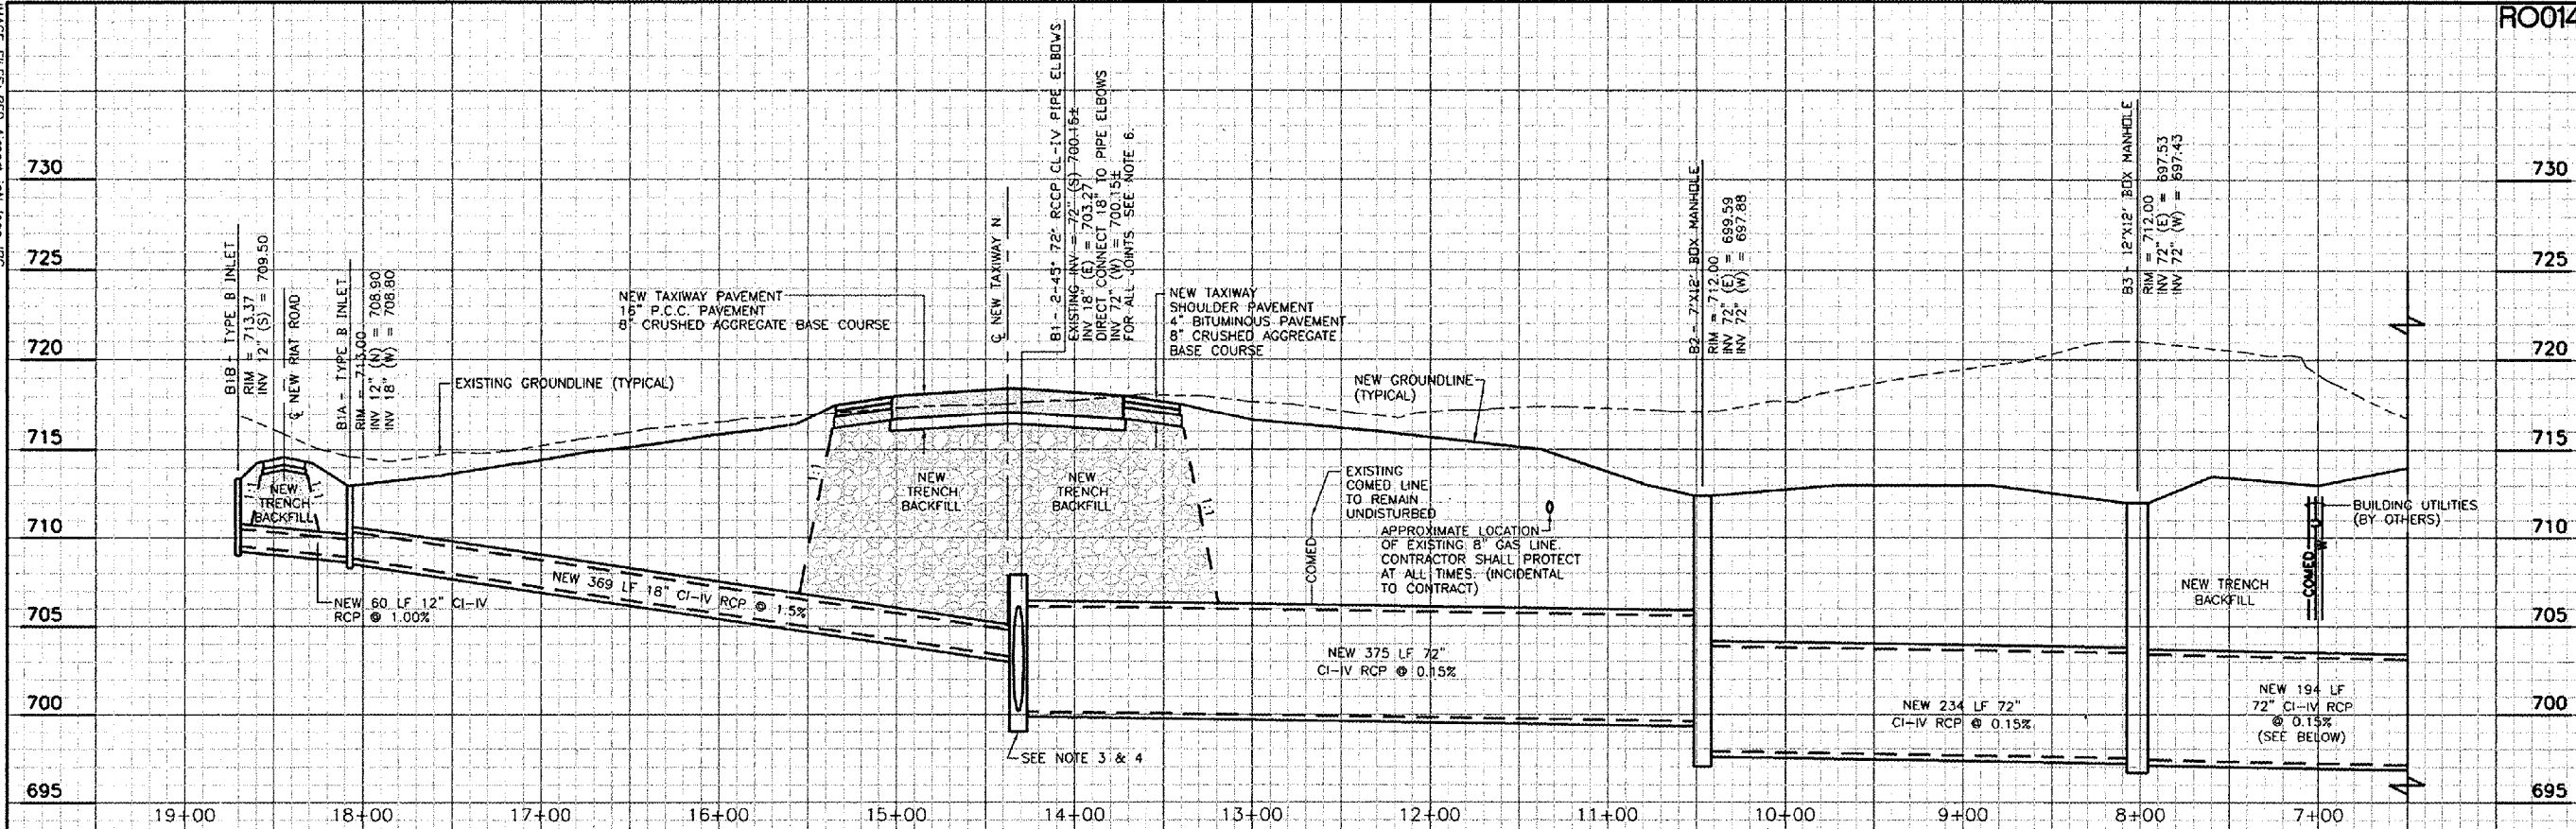 RO014
730
725
720
715
710
705
700
695
B1B - TYPE B INLET
RIM = 713.37
INV 12" (S) = 709.50
℄ NEW RIAT ROAD
B1A - TYPE B INLET
RIM = 713.00
INV 12" (N) = 708.90
INV 18" (W) = 708.80
EXISTING GROUNDLINE (TYPICAL)
NEW TAXIWAY PAVEMENT
16" P.C.C. PAVEMENT
8" CRUSHED AGGREGATE BASE COURSE
℄ NEW TAXIWAY N
B1 - 2-45° 72" RCCP CL-IV PIPE ELBOWS
EXISTING INV = 72" (S) 700.15±
INV 18" (E) = 703.27
DIRECT CONNECT 18" TO PIPE ELBOWS
INV 72" (W) = 700.15±
FOR ALL JOINTS. SEE NOTE 6.
NEW TAXIWAY
SHOULDER PAVEMENT
4" BITUMINOUS PAVEMENT
8" CRUSHED AGGREGATE
BASE COURSE
NEW GROUNDLINE
(TYPICAL)
B2 - 7'X12' BOX MANHOLE
RIM = 712.00
INV 72" (E) = 699.59
INV 72" (W) = 697.88
B3 - 12'X12' BOX MANHOLE
RIM = 712.00
INV 72" (E) = 697.53
INV 72" (W) = 697.43
730
725
720
715
710
705
700
695
NEW
TRENCH
BACKFILL
1:1
NEW
TRENCH
BACKFILL
NEW
TRENCH
BACKFILL
1:1
EXISTING
COMED LINE
TO REMAIN
UNDISTURBED
COMED
APPROXIMATE LOCATION
OF EXISTING 8" GAS LINE
CONTRACTOR SHALL PROTECT
AT ALL TIMES. (INCIDENTAL
TO CONTRACT)
BUILDING UTILITIES
(BY OTHERS)
COMED
W
NEW TRENCH
BACKFILL
NEW 60 LF 12" Cl-IV
RCP @ 1.00%
NEW 369 LF 18" Cl-IV RCP @ 1.5%
SEE NOTE 3 & 4
NEW 375 LF 72"
Cl-IV RCP @ 0.15%
NEW 234 LF 72"
Cl-IV RCP @ 0.15%
NEW 194 LF
72" Cl-IV RCP
@ 0.15%
(SEE BELOW)
19+00 18+00 17+00 16+00 15+00 14+00 13+00 12+00 11+00 10+00 9+00 8+00 7+00